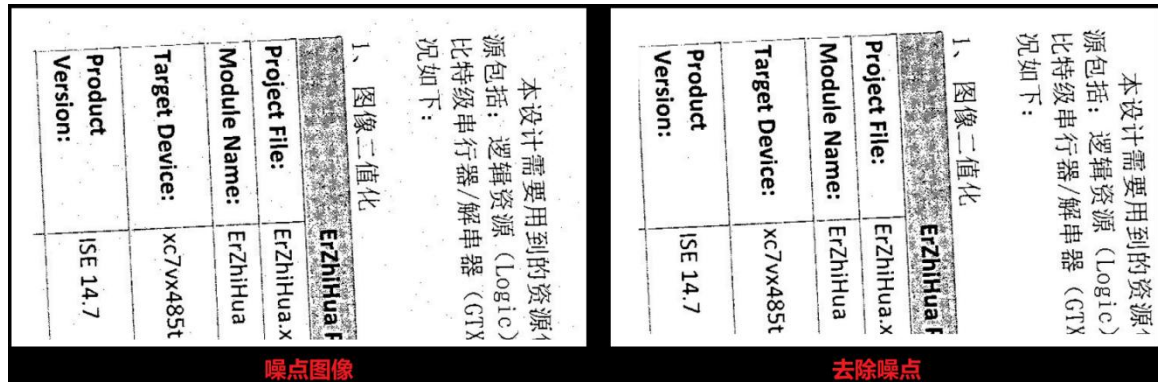 本设计需要用到的资源
源包括：逻辑资源（Logic）
比特级串行器/解串器（GTX
况如下：
1、 图像二值化
ErZhiHua
Project File: ErZhiHua.x
Module Name: ErZhiHua
Target Device: xc7vx485t
Product ISE 14.7
Version:
噪点图像
本设计需要用到的资源
源包括：逻辑资源（Logic）
比特级串行器/解串器（GTX
况如下：
1、 图像二值化
ErZhiHua
Project File: ErZhiHua.x
Module Name: ErZhiHua
Target Device: xc7vx485t
Product ISE 14.7
Version:
去除噪点